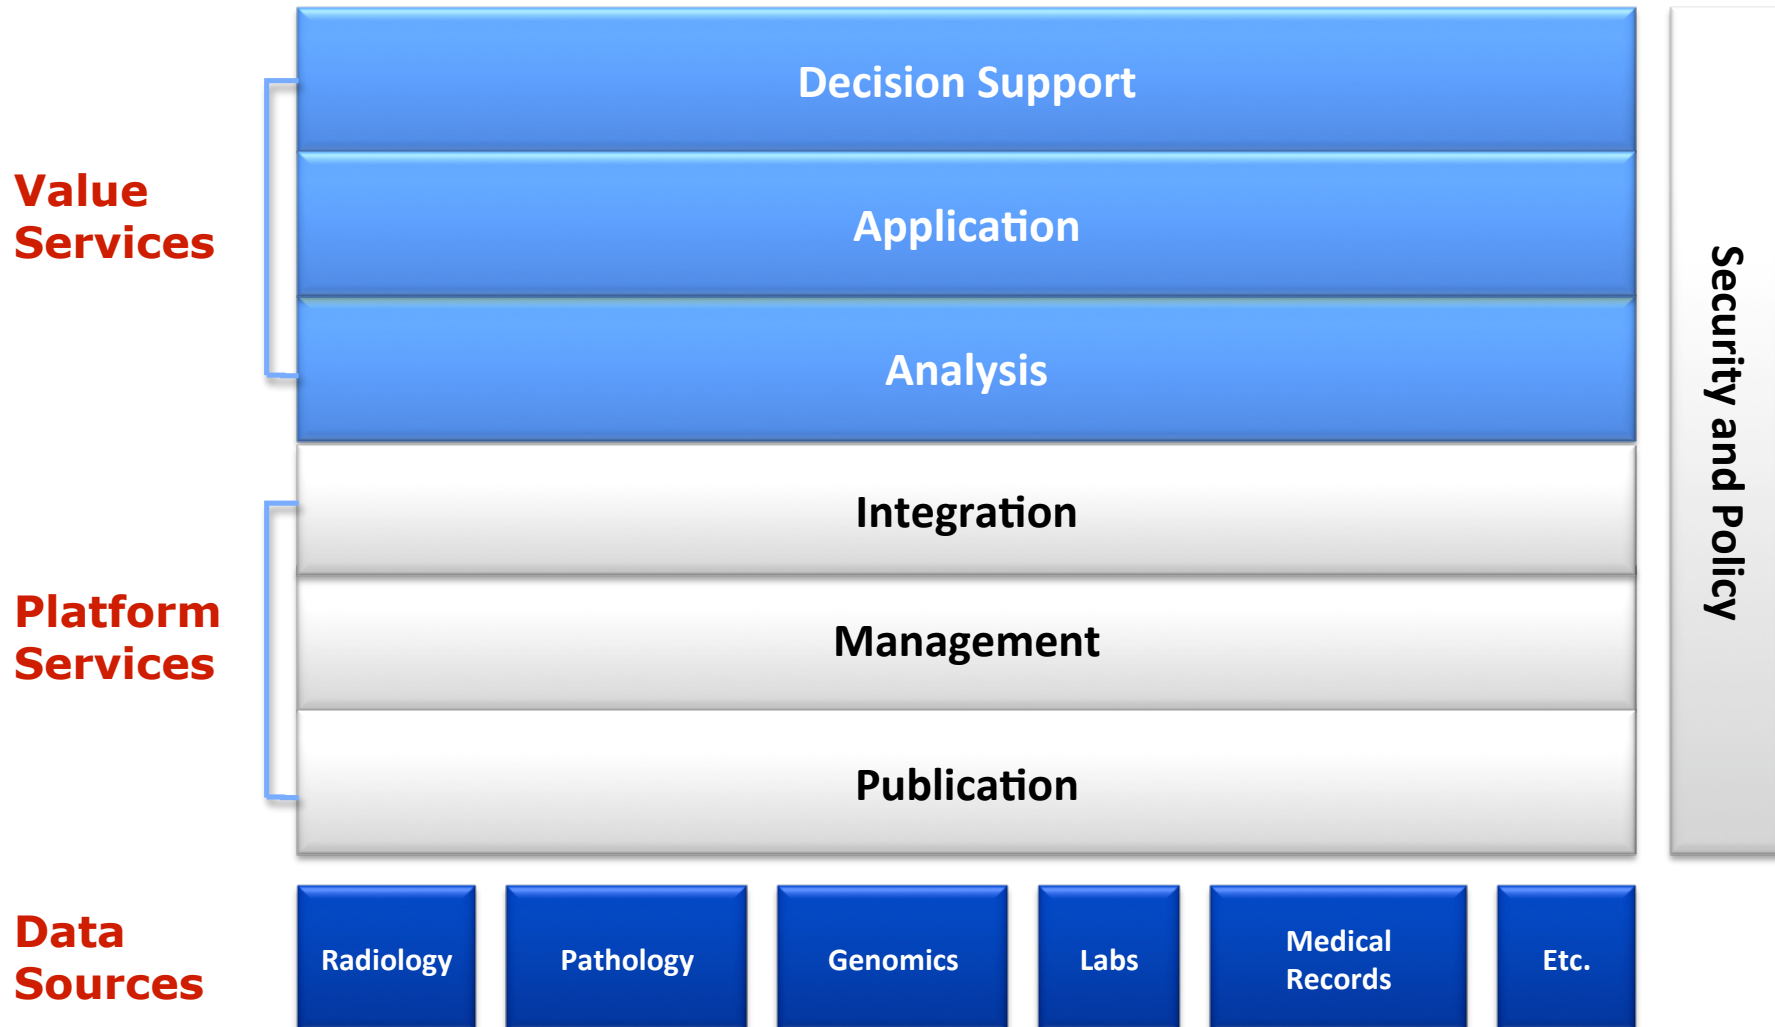 Value
Services
Decision Support
Application
Analysis
Platform
Services
Integration
Management
Publication
Security and Policy
Data
Sources
Radiology
Pathology
Genomics
Labs
Medical
Records
Etc.